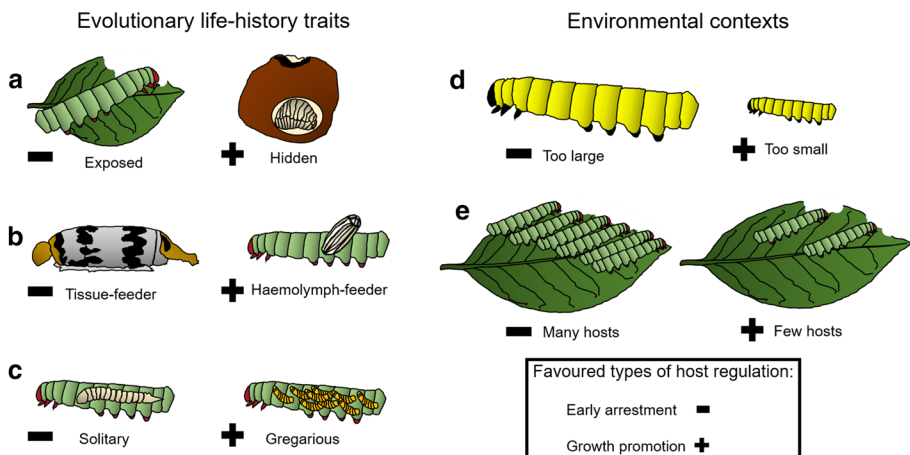 Evolutionary life-history traits
Environmental contexts
a
Exposed
Hidden
b
Tissue-feeder
Haemolymph-feeder
c
Solitary
Gregarious
d
Too large
Too small
e
Many hosts
Few hosts
Favoured types of host regulation:
Early arrestment -
Growth promotion +